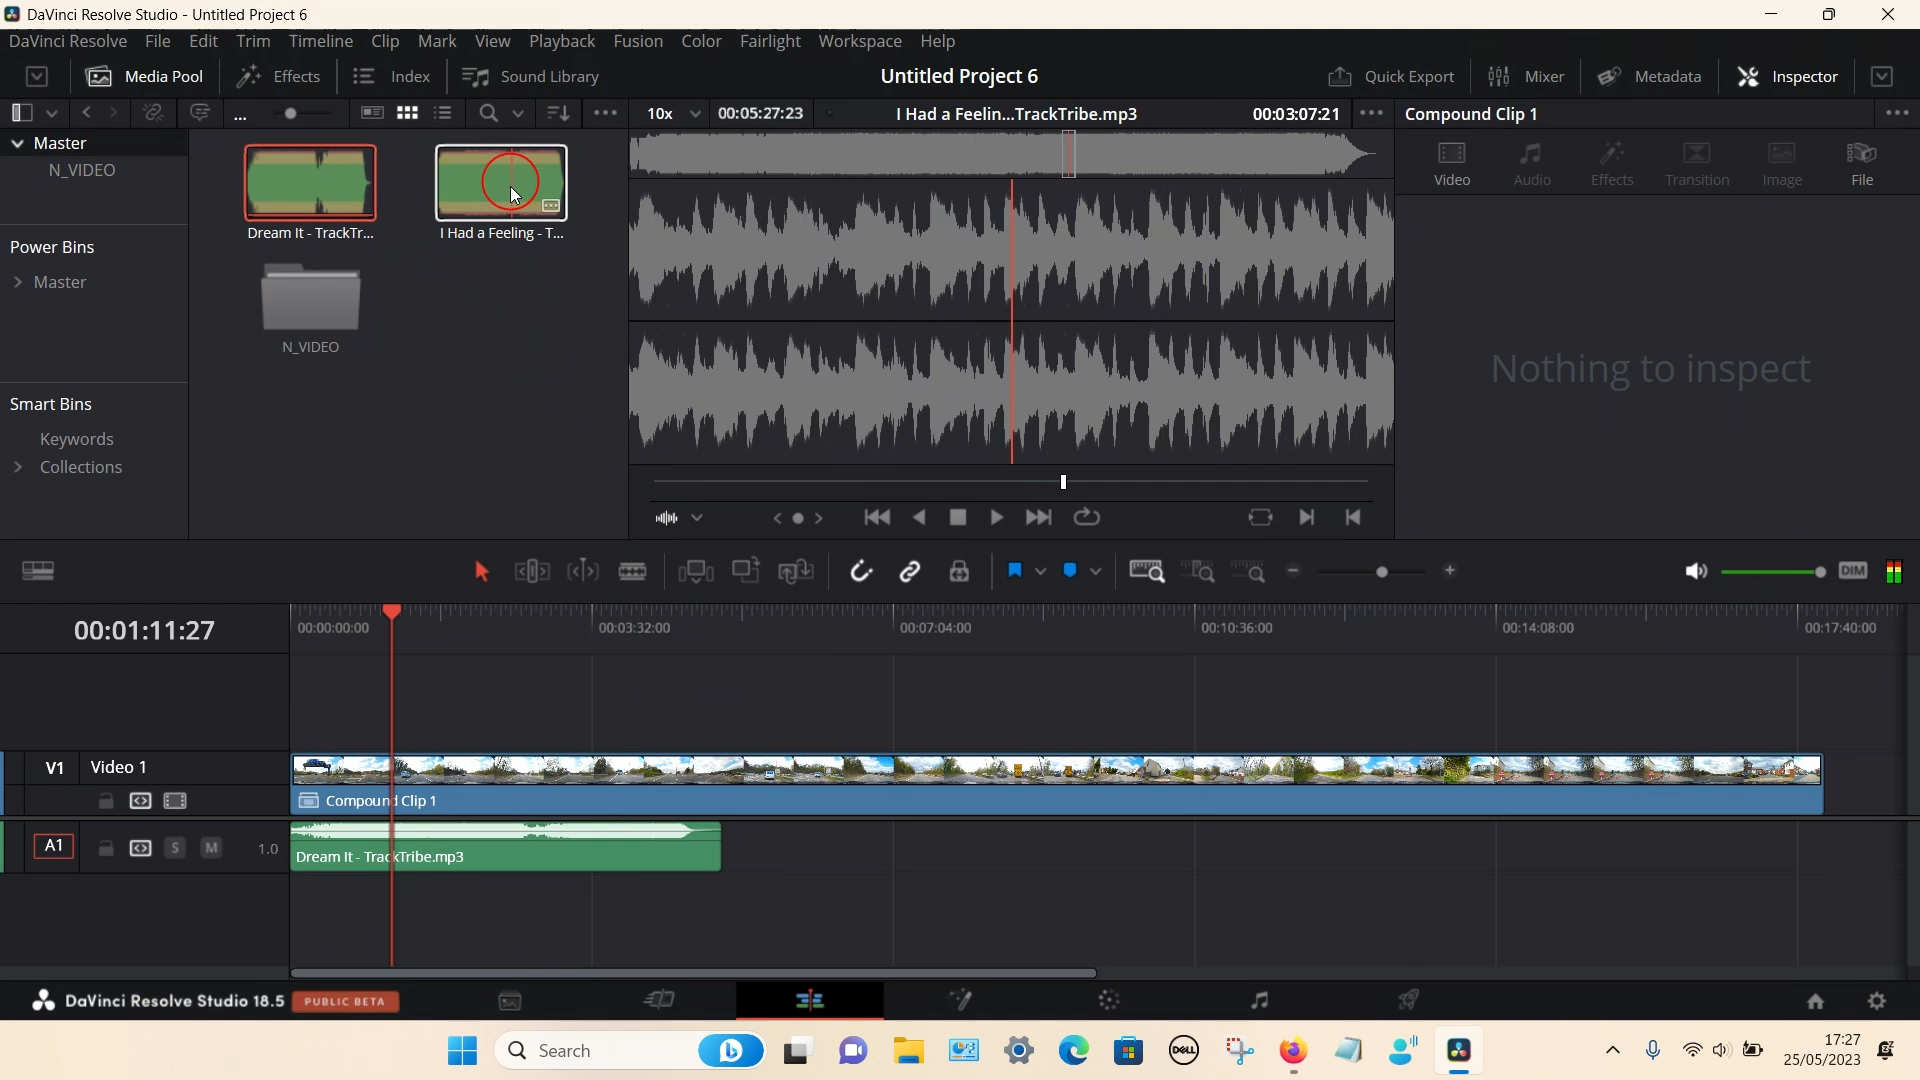 DaVinci Resolve Studio - Untitled Project 6
DaVinci Resolve File Edit Trim Timeline Clip Mark View Playback Fusion Color Fairlight Workspace Help
Media Pool Effects Index Sound Library Untitled Project 6 Quick Export Mixer Metadata Inspector
... 10x 00:05:27:23 I Had a Feelin...TrackTribe.mp3 00:03:07:21 Compound Clip 1
Master
N_VIDEO
Power Bins
Master
Smart Bins
Keywords
Collections
Dream It - TrackTr...
I Had a Feeling - T...
N_VIDEO
Video Audio Effects Transition Image File
Nothing to inspect
DIM
00:01:11:27
00:00:00:00 00:03:32:00 00:07:04:00 00:10:36:00 00:14:08:00 00:17:40:00
V1 Video 1
Compound Clip 1
A1 S M 1.0
Dream It - TrackTribe.mp3
DaVinci Resolve Studio 18.5 PUBLIC BETA
Search
DELL
17:27
25/05/2023